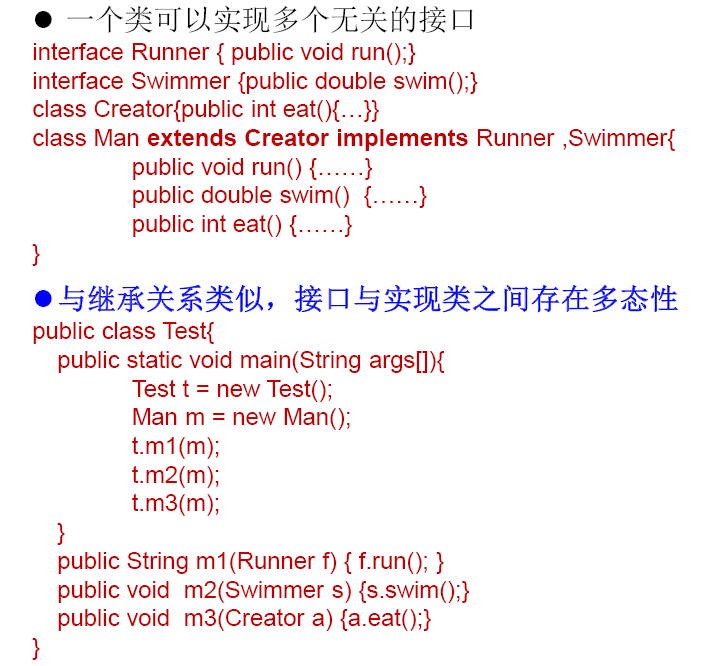 ● 一个类可以实现多个无关的接口
interface Runner { public void run();}
interface Swimmer {public double swim();}
class Creator{public int eat(){…}}
class Man extends Creator implements Runner ,Swimmer{
public void run() {……}
public double swim()  {……}
public int eat() {……}
}
●与继承关系类似，接口与实现类之间存在多态性
public class Test{
public static void main(String args[]){
Test t = new Test();
Man m = new Man();
t.m1(m);
t.m2(m);
t.m3(m);
}
public String m1(Runner f) { f.run(); }
public void  m2(Swimmer s) {s.swim();}
public void  m3(Creator a) {a.eat();}
}